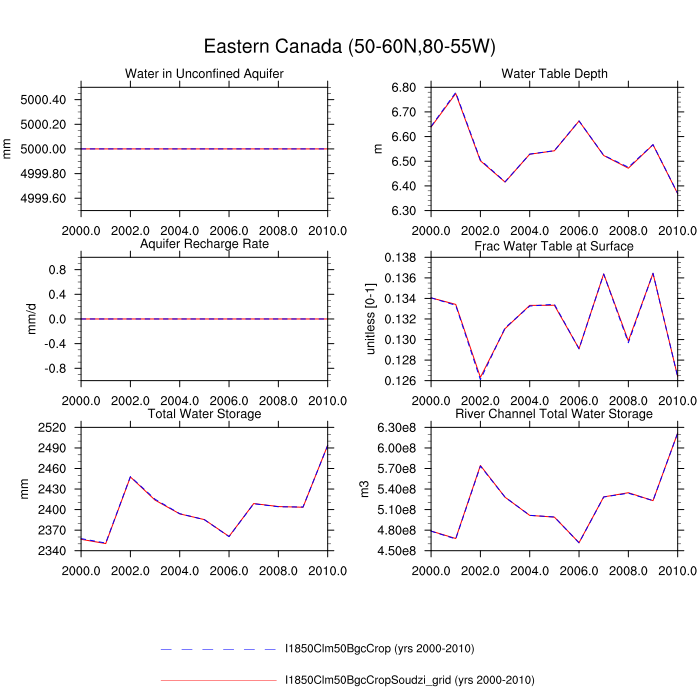 Eastern Canada (50-60N,80-55W)
Water in Unconfined Aquifer
5000.40
5000.20
5000.00
4999.80
4999.60
mm
2000.0 2002.0 2004.0 2006.0 2008.0 2010.0
Water Table Depth
6.80
6.70
6.60
6.50
6.40
6.30
m
2000.0 2002.0 2004.0 2006.0 2008.0 2010.0
Aquifer Recharge Rate
0.8
0.4
0.0
-0.4
-0.8
mm/d
2000.0 2002.0 2004.0 2006.0 2008.0 2010.0
Frac Water Table at Surface
0.138
0.136
0.134
0.132
0.130
0.128
0.126
unitless [0-1]
2000.0 2002.0 2004.0 2006.0 2008.0 2010.0
Total Water Storage
2520
2490
2460
2430
2400
2370
2340
mm
2000.0 2002.0 2004.0 2006.0 2008.0 2010.0
River Channel Total Water Storage
6.30e8
6.00e8
5.70e8
5.40e8
5.10e8
4.80e8
4.50e8
m3
2000.0 2002.0 2004.0 2006.0 2008.0 2010.0
I1850Clm50BgcCrop (yrs 2000-2010)
I1850Clm50BgcCropSoudzi_grid (yrs 2000-2010)